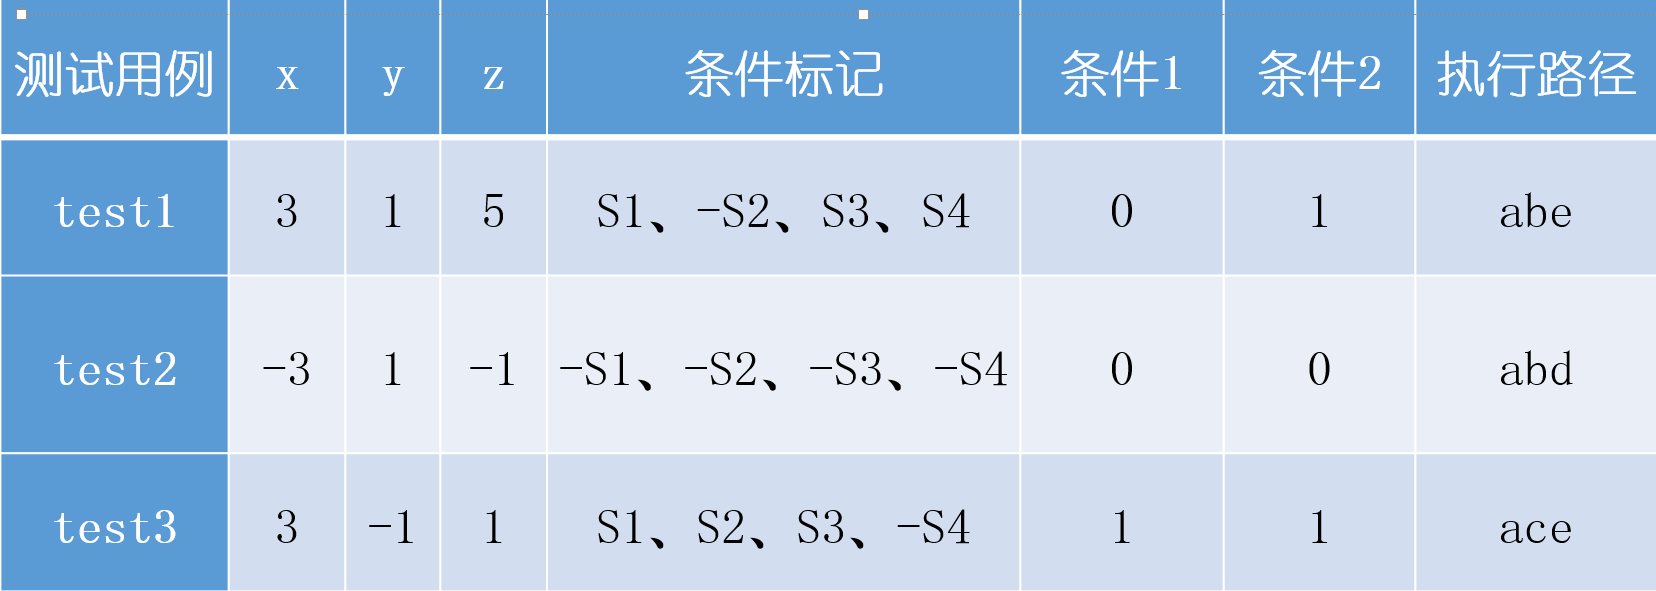 测试用例 x y z 条件标记 条件1 条件2 执行路径
test1 3 1 5 S1、-S2、S3、S4 0 1 abe
test2 -3 1 -1 -S1、-S2、-S3、-S4 0 0 abd
test3 3 -1 1 S1、S2、S3、-S4 1 1 ace